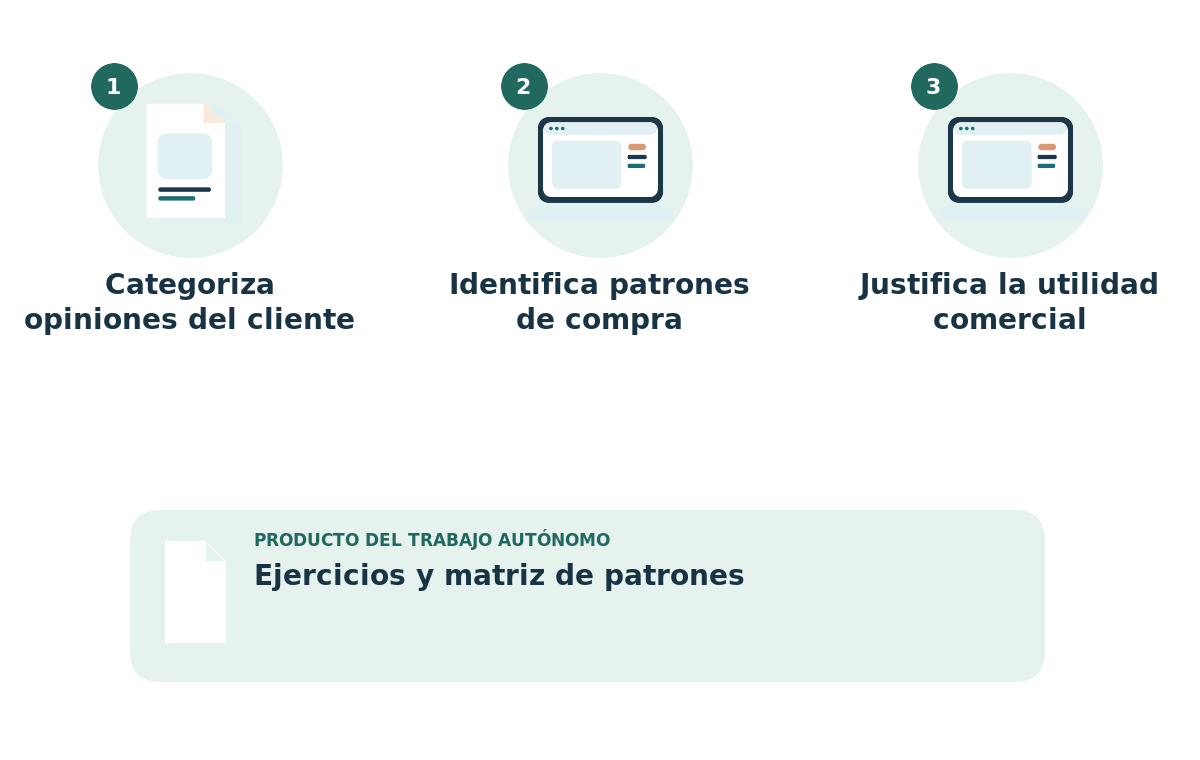 1
2
3
Categoriza
opiniones del cliente
Identifica patrones
de compra
Justifica la utilidad
comercial
PRODUCTO DEL TRABAJO AUTÓNOMO
Ejercicios y matriz de patrones